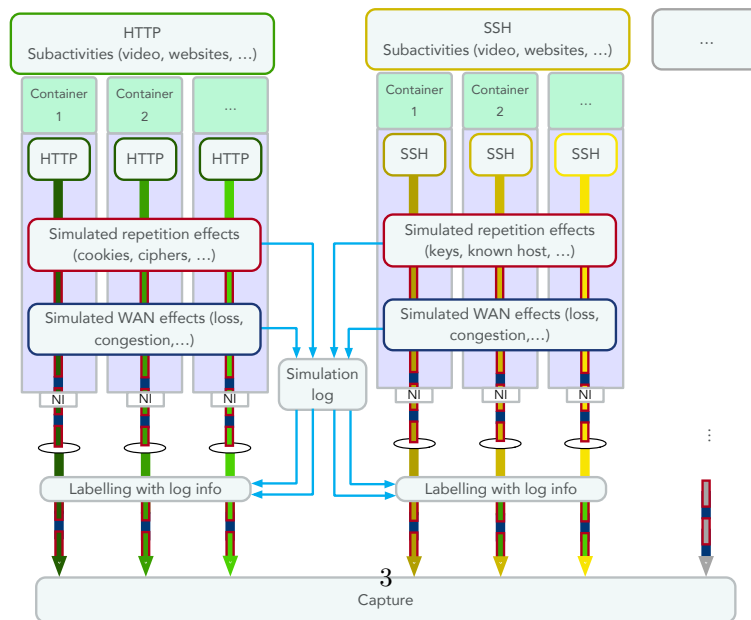 HTTP
Subactivities (video, websites, …)
SSH
Subactivities (video, websites, …)
…
Container
1
Container
2
…
Container
1
Container
2
…
HTTP
HTTP
HTTP
SSH
SSH
SSH
Simulated repetition effects
(cookies, ciphers, …)
Simulated repetition effects
(keys, known host, …)
Simulated WAN effects (loss,
congestion,…)
Simulated WAN effects (loss,
congestion,…)
Simulation
log
NI
NI
NI
NI
NI
NI
…
Labelling with log info
Labelling with log info
3
Capture